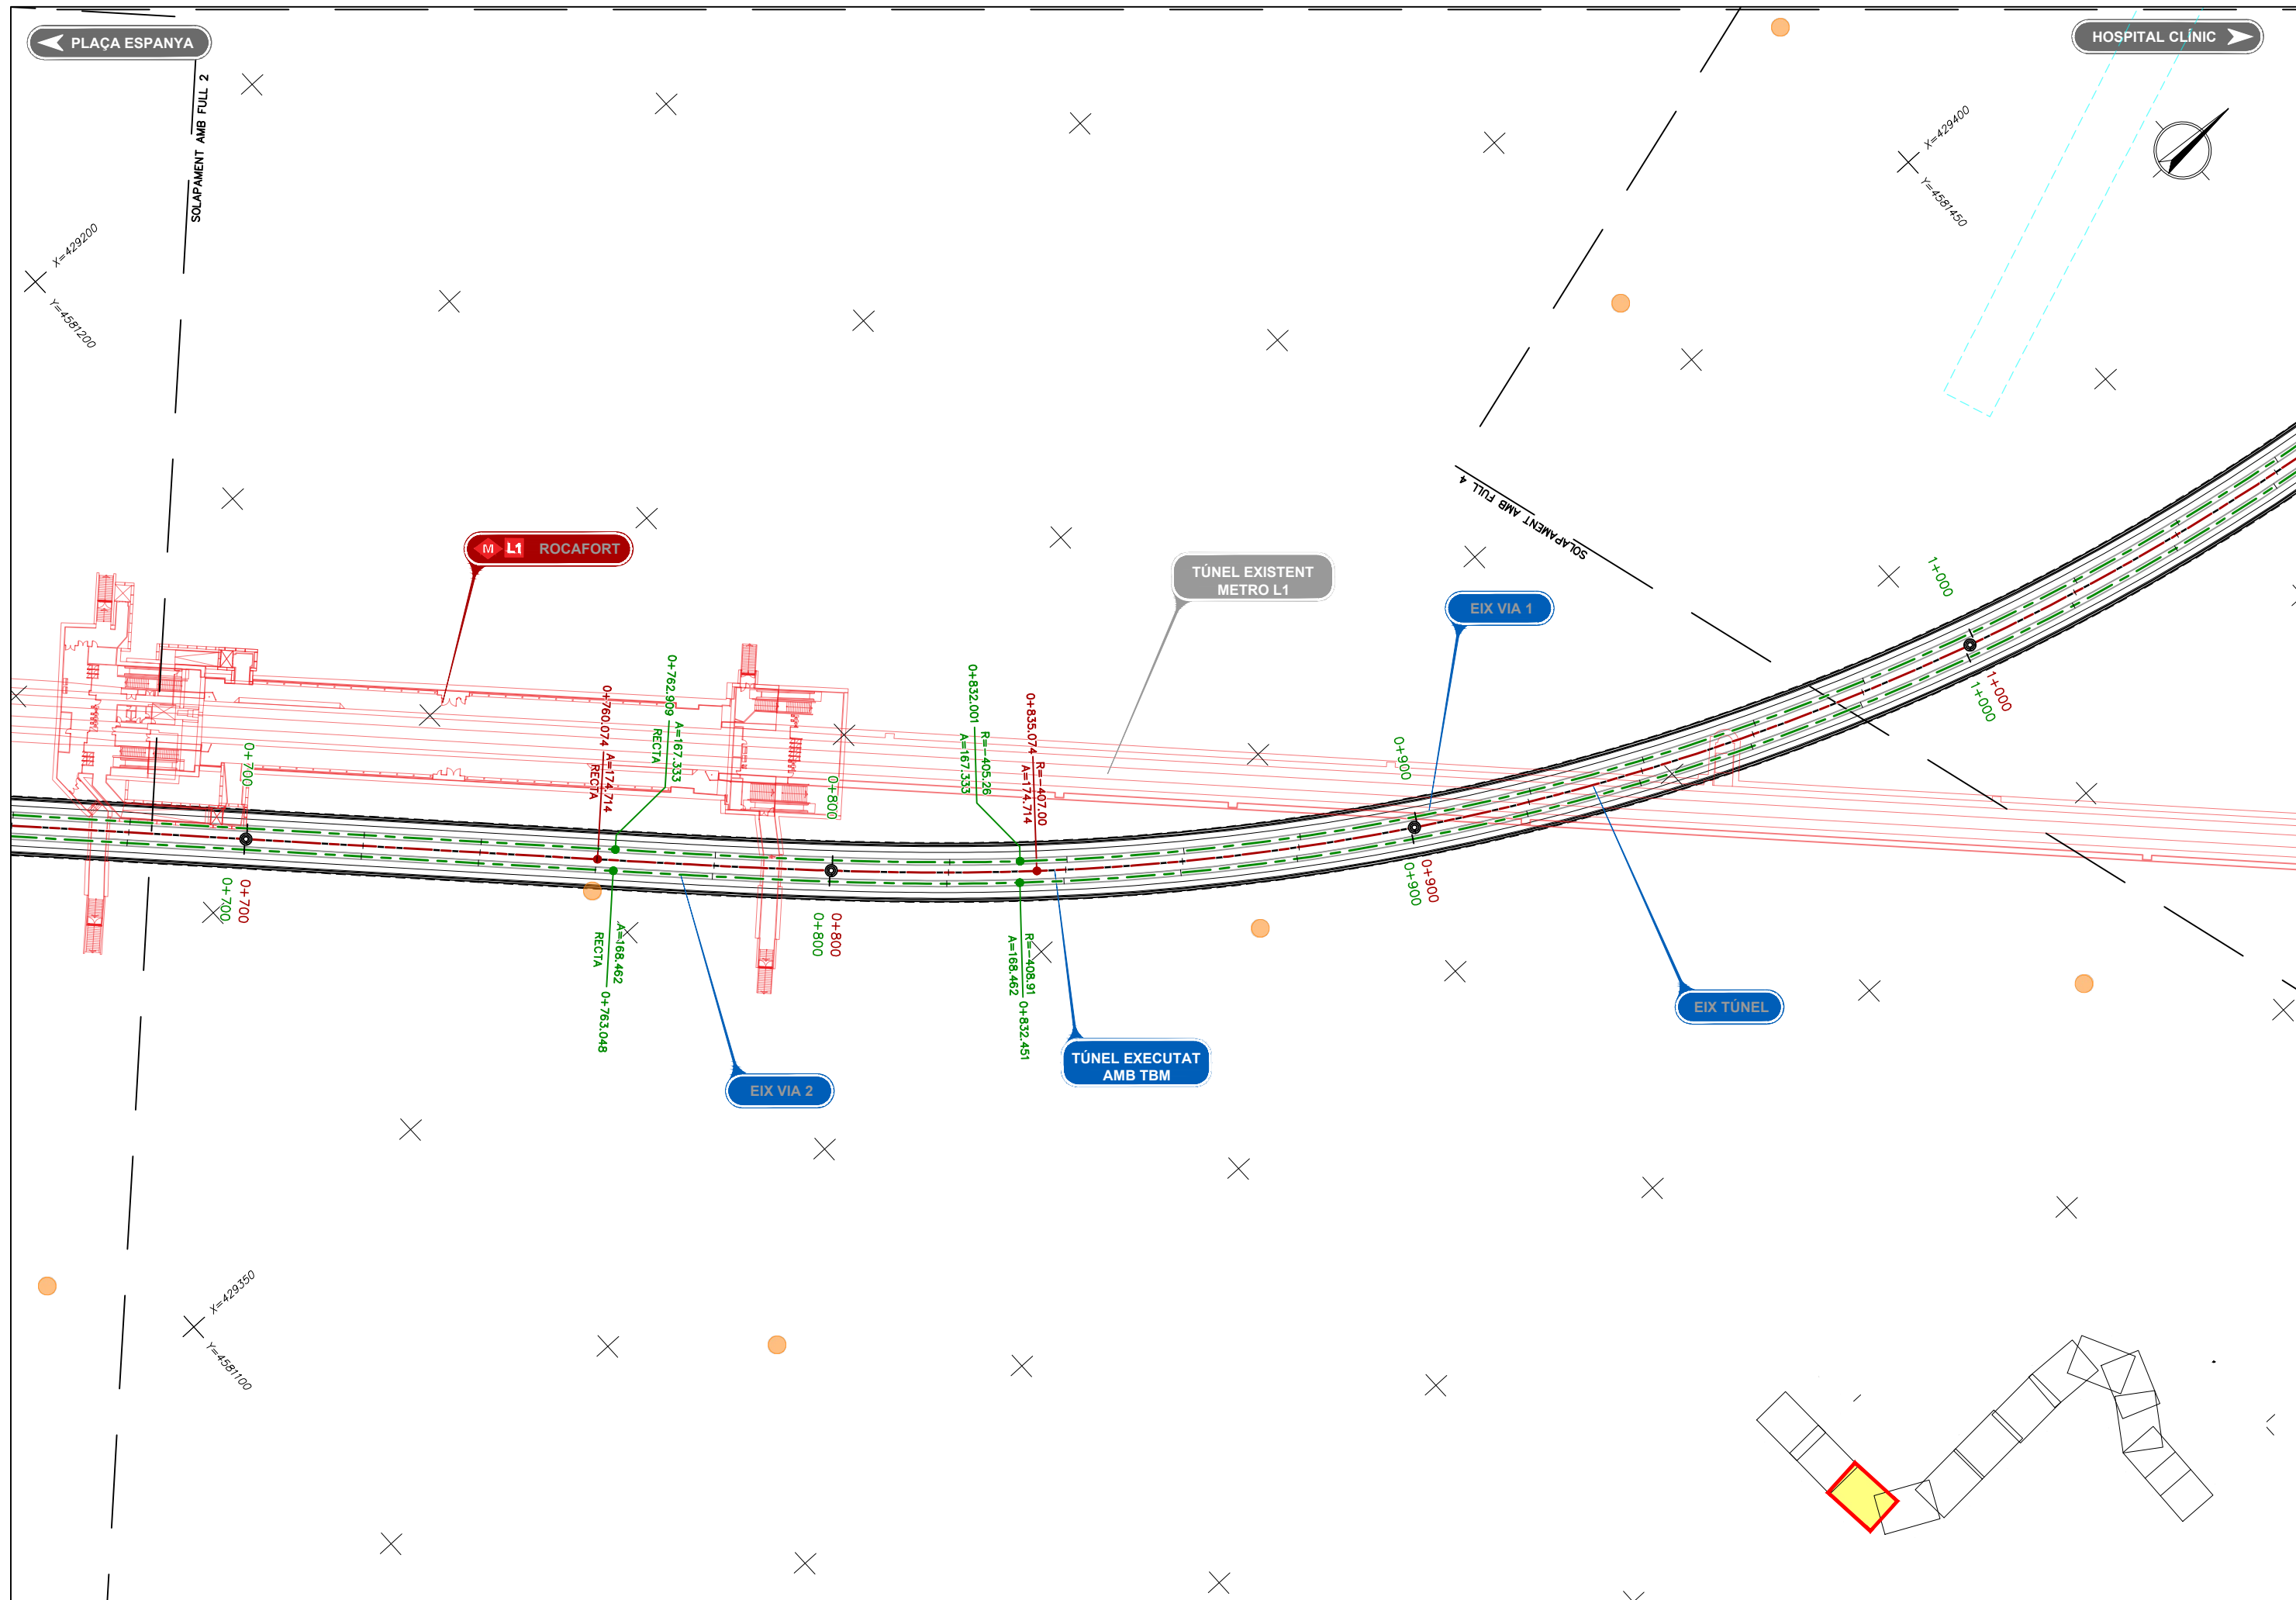 PLAÇA ESPANYA
HOSPITAL CLÍNIC
SOLAPAMENT AMB FULL 2
X=429400
Y=4581450
X=429200
Y=4581200
SOLAPAMENT AMB FULL 4
M L1 ROCAFORT
TÚNEL EXISTENT
METRO L1
EIX VIA 1
1+000
1+000
1+000
0+700
0+760.074 A=174.714
RECTA
0+762.909 A=167.333
RECTA
0+800
0+832.001 R=-405.26
A=167.333
0+835.074 R=-407.00
A=174.714
0+900
0+900
0+900
0+700
0+700
0+800
0+800
A=168.462
RECTA 0+763.048
R=-408.91
A=168.462 0+832.451
EIX TÚNEL
TÚNEL EXECUTAT
AMB TBM
EIX VIA 2
X=429350
Y=4581100